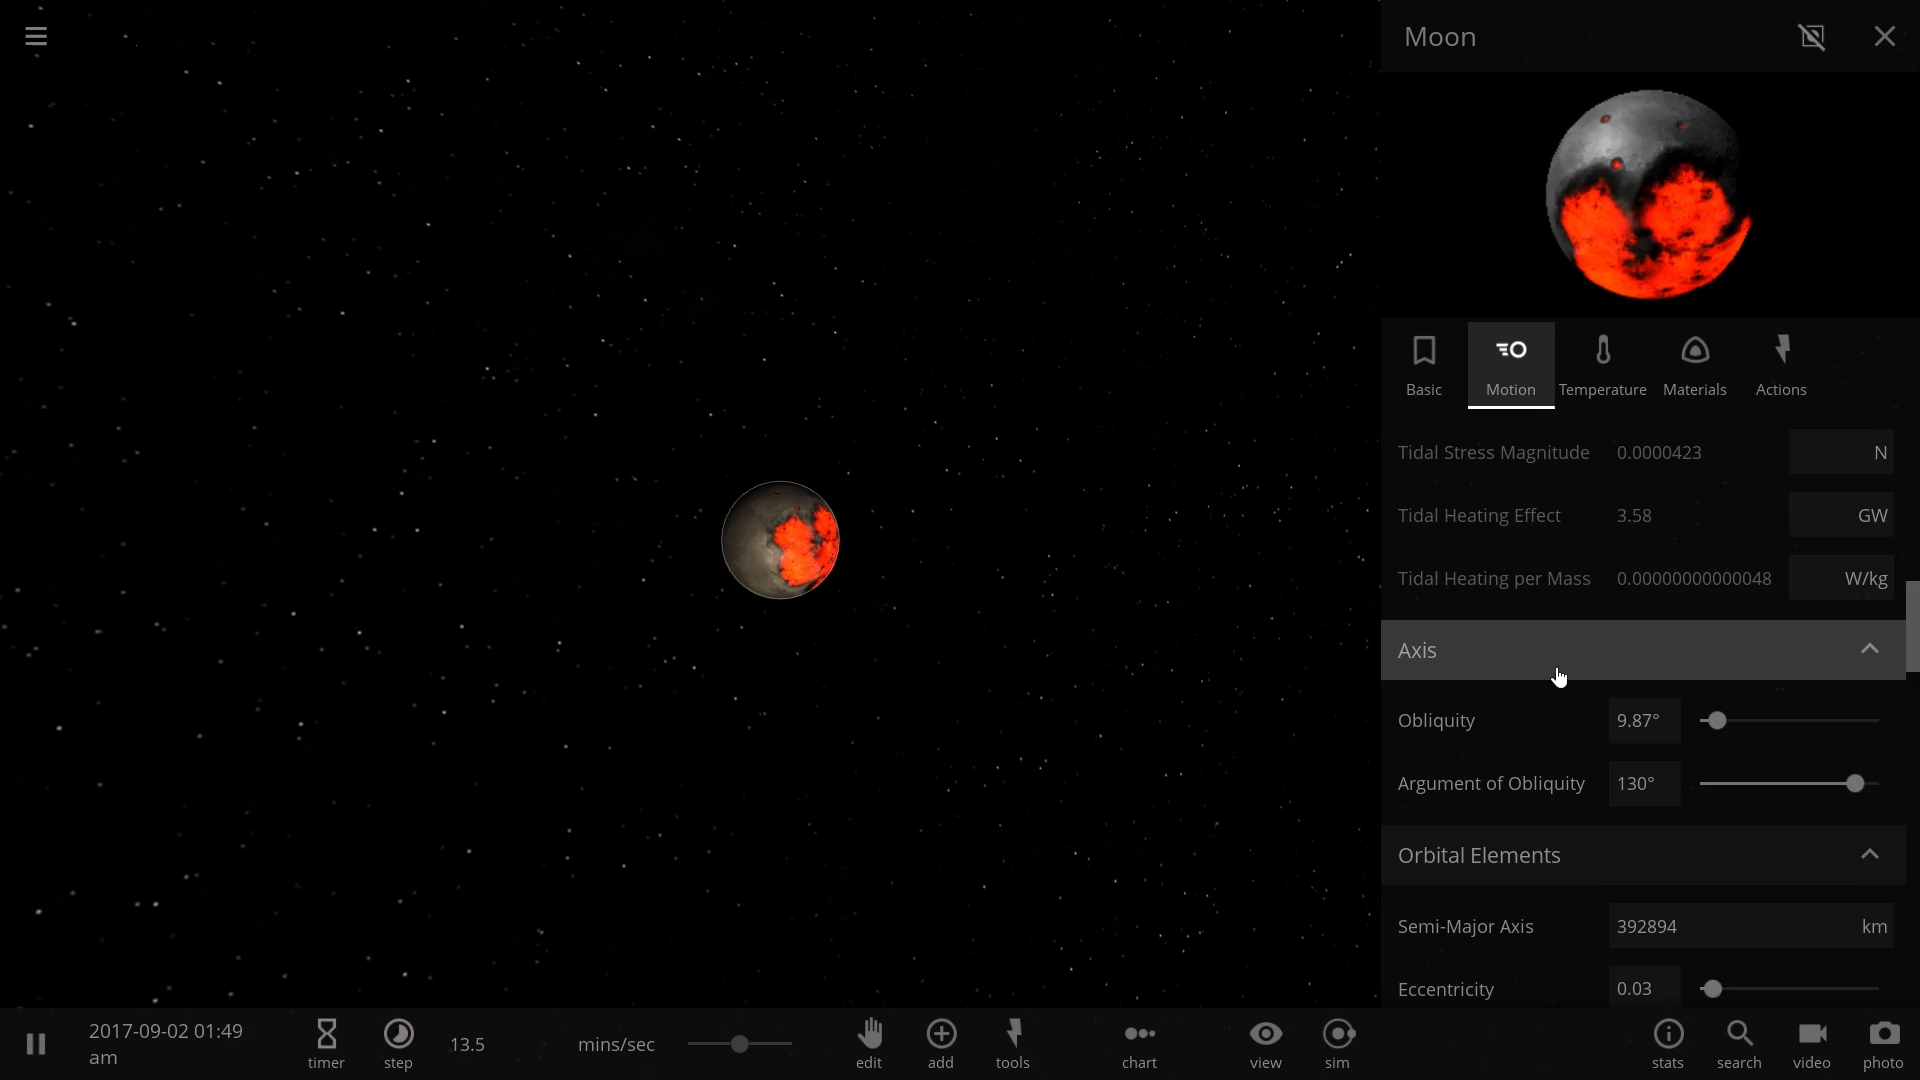 Moon
Basic
Motion
Temperature
Materials
Actions
Tidal Stress Magnitude 0.0000423 N
Tidal Heating Effect 3.58 GW
Tidal Heating per Mass 0.00000000000048 W/kg
Axis
Obliquity 9.87°
Argument of Obliquity 130°
Orbital Elements
Semi-Major Axis 392894 km
Eccentricity 0.03
2017-09-02 01:49
am
timer
step
13.5 mins/sec
edit
add
tools
chart
view
sim
stats
search
video
photo